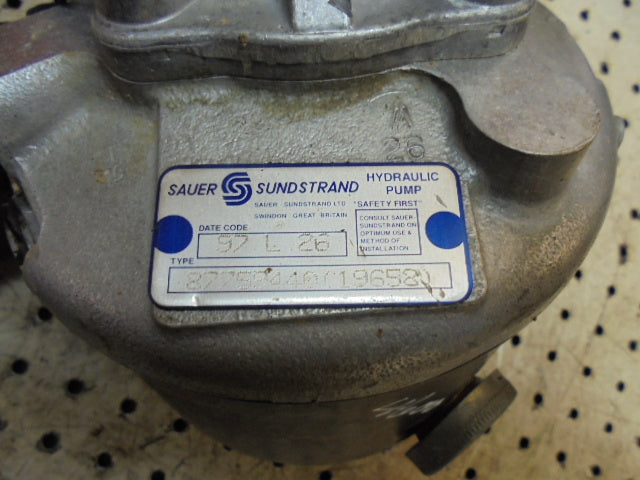 A
26
SAUER SUNDSTRAND
HYDRAULIC
PUMP
SAUER - SUNDSTRAND LTD
SWINDON GREAT BRITAIN
"SAFETY FIRST"
CONSULT SAUER
SUNDSTRAND ON
OPTIMUM USE &
METHOD OF
INSTALLATION
DATE CODE
97 L 26
TYPE